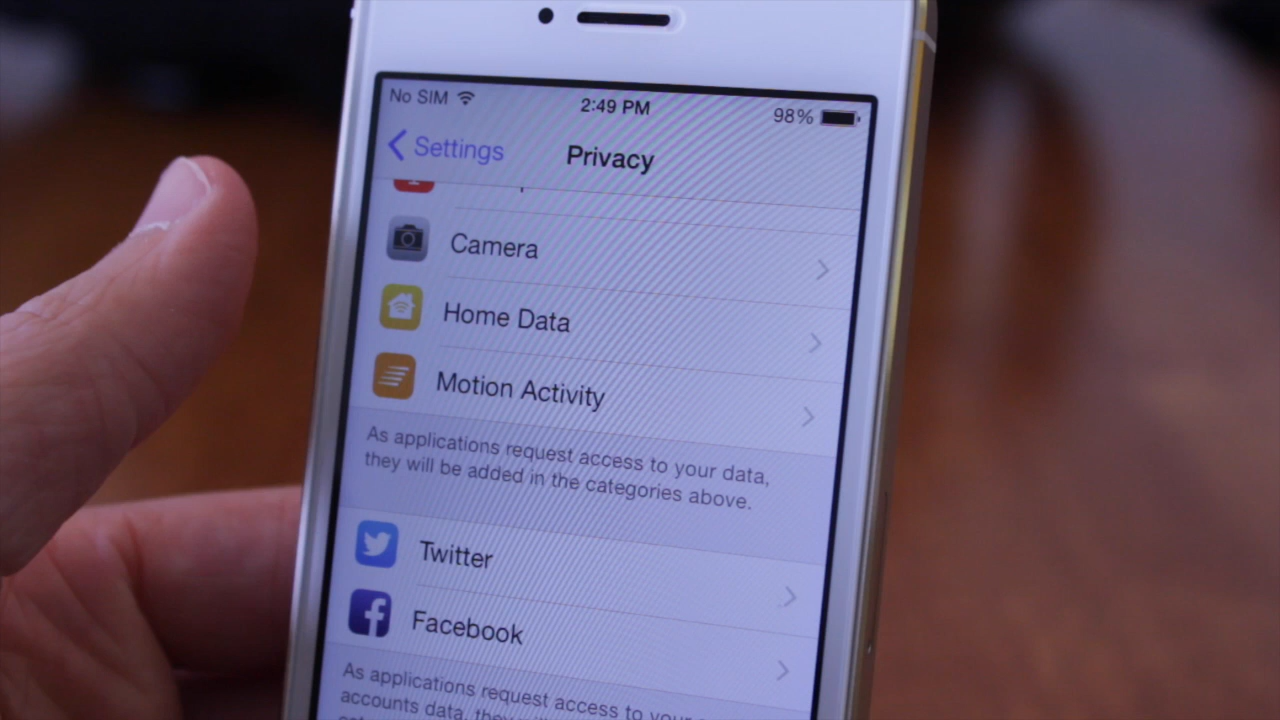 No SIM 2:49 PM 98%
Settings Privacy
Camera
Home Data
Motion Activity
As applications request access to your data,
they will be added in the categories above.
Twitter
Facebook
As applications request access to your
accounts data, they